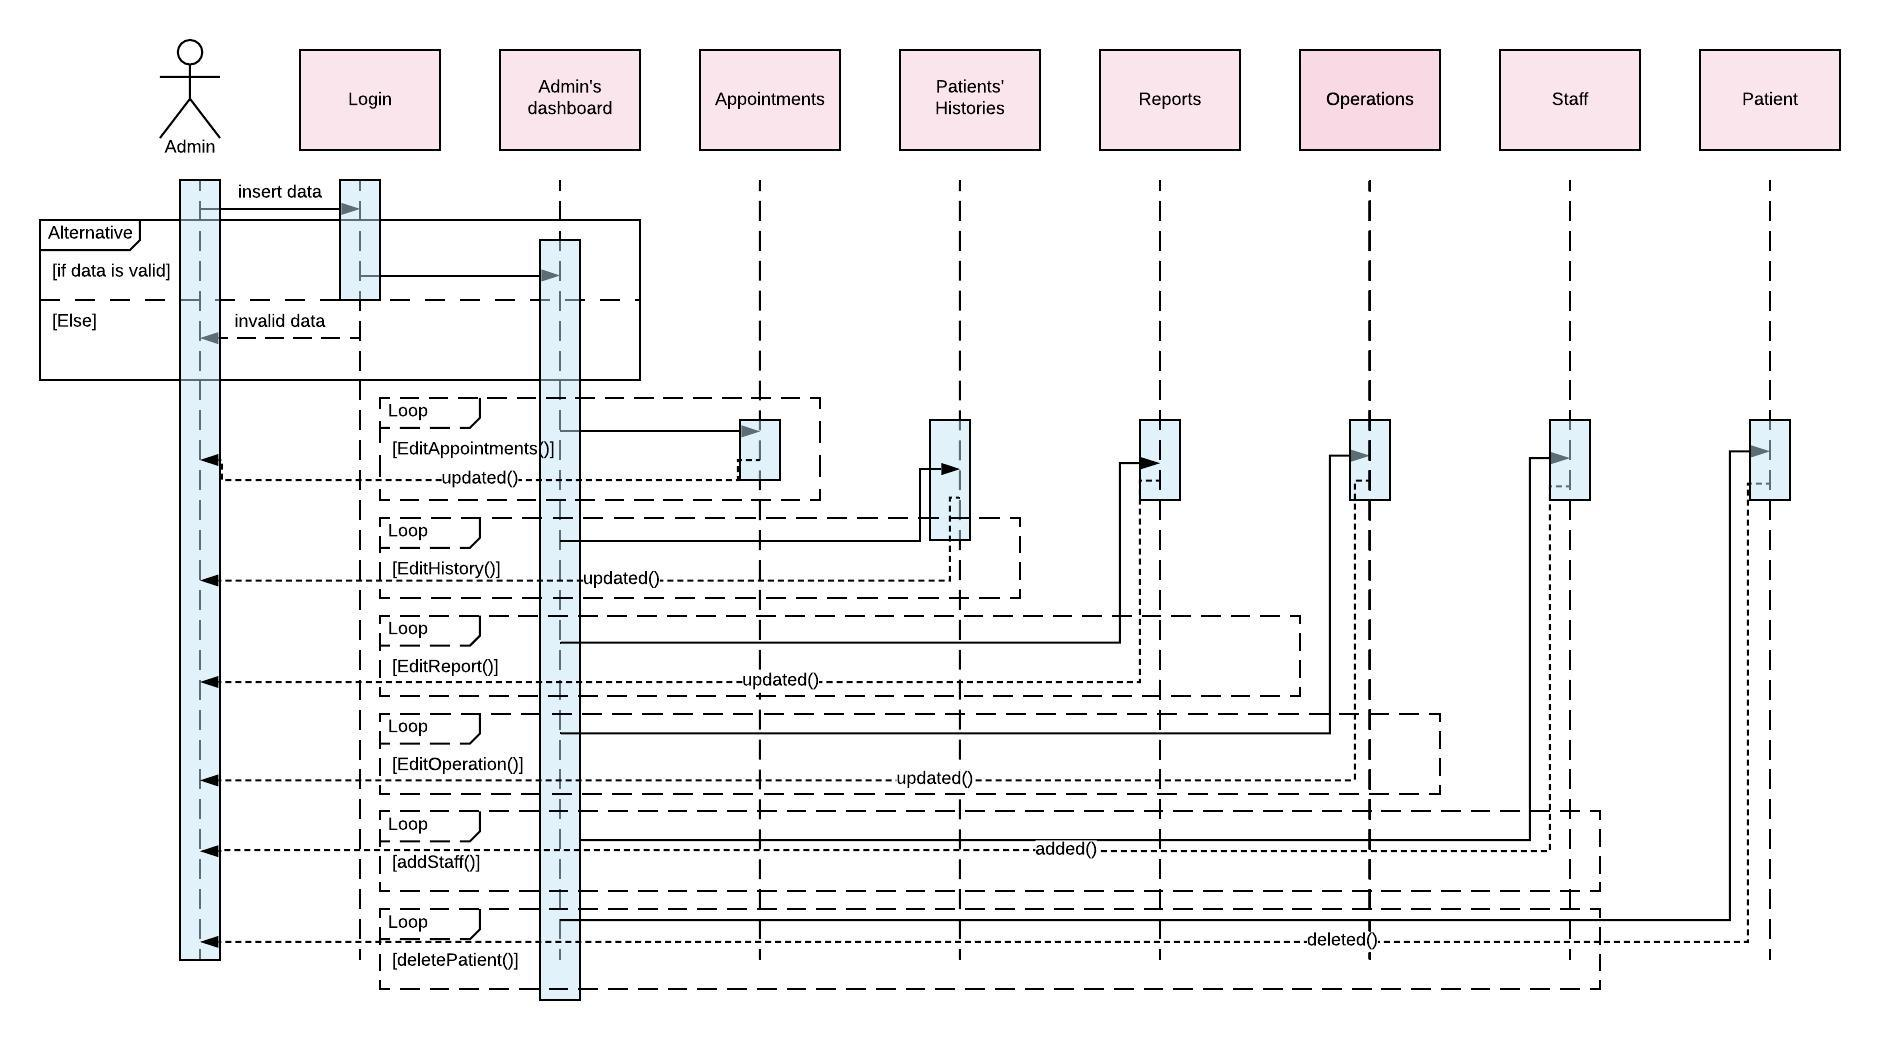 Admin
Login
Admin's
dashboard
Appointments
Patients'
Histories
Reports
Operations
Staff
Patient
insert data
Alternative
[if data is valid]
[Else]
invalid data
Loop
[EditAppointments()]
updated()
Loop
[EditHistory()]
updated()
Loop
[EditReport()]
updated()
Loop
[EditOperation()]
updated()
Loop
added()
[addStaff()]
Loop
deleted()
[deletePatient()]